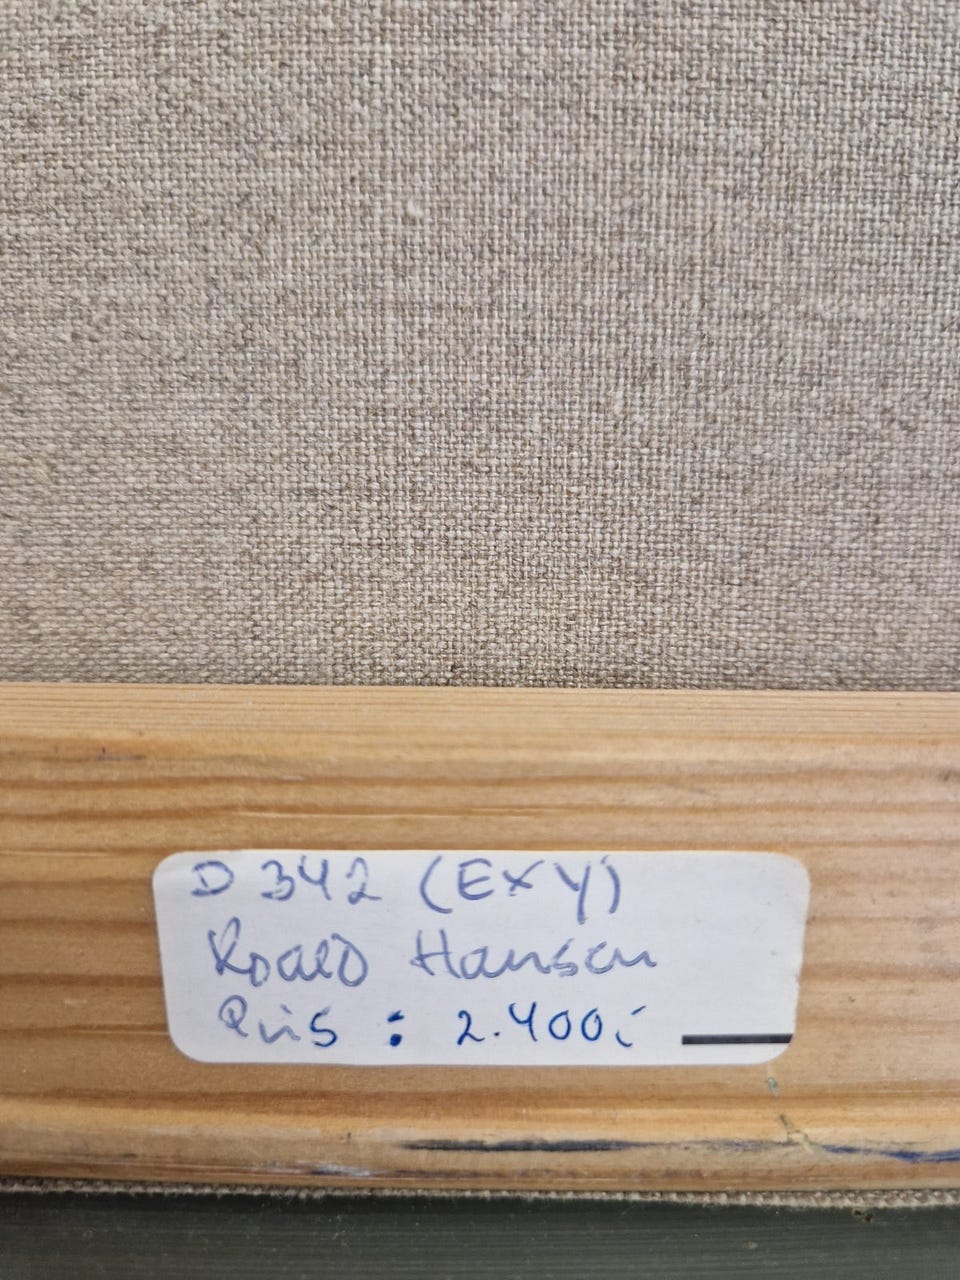 D 342 (EXY)
Roald Hansen
Pris : 2.400;